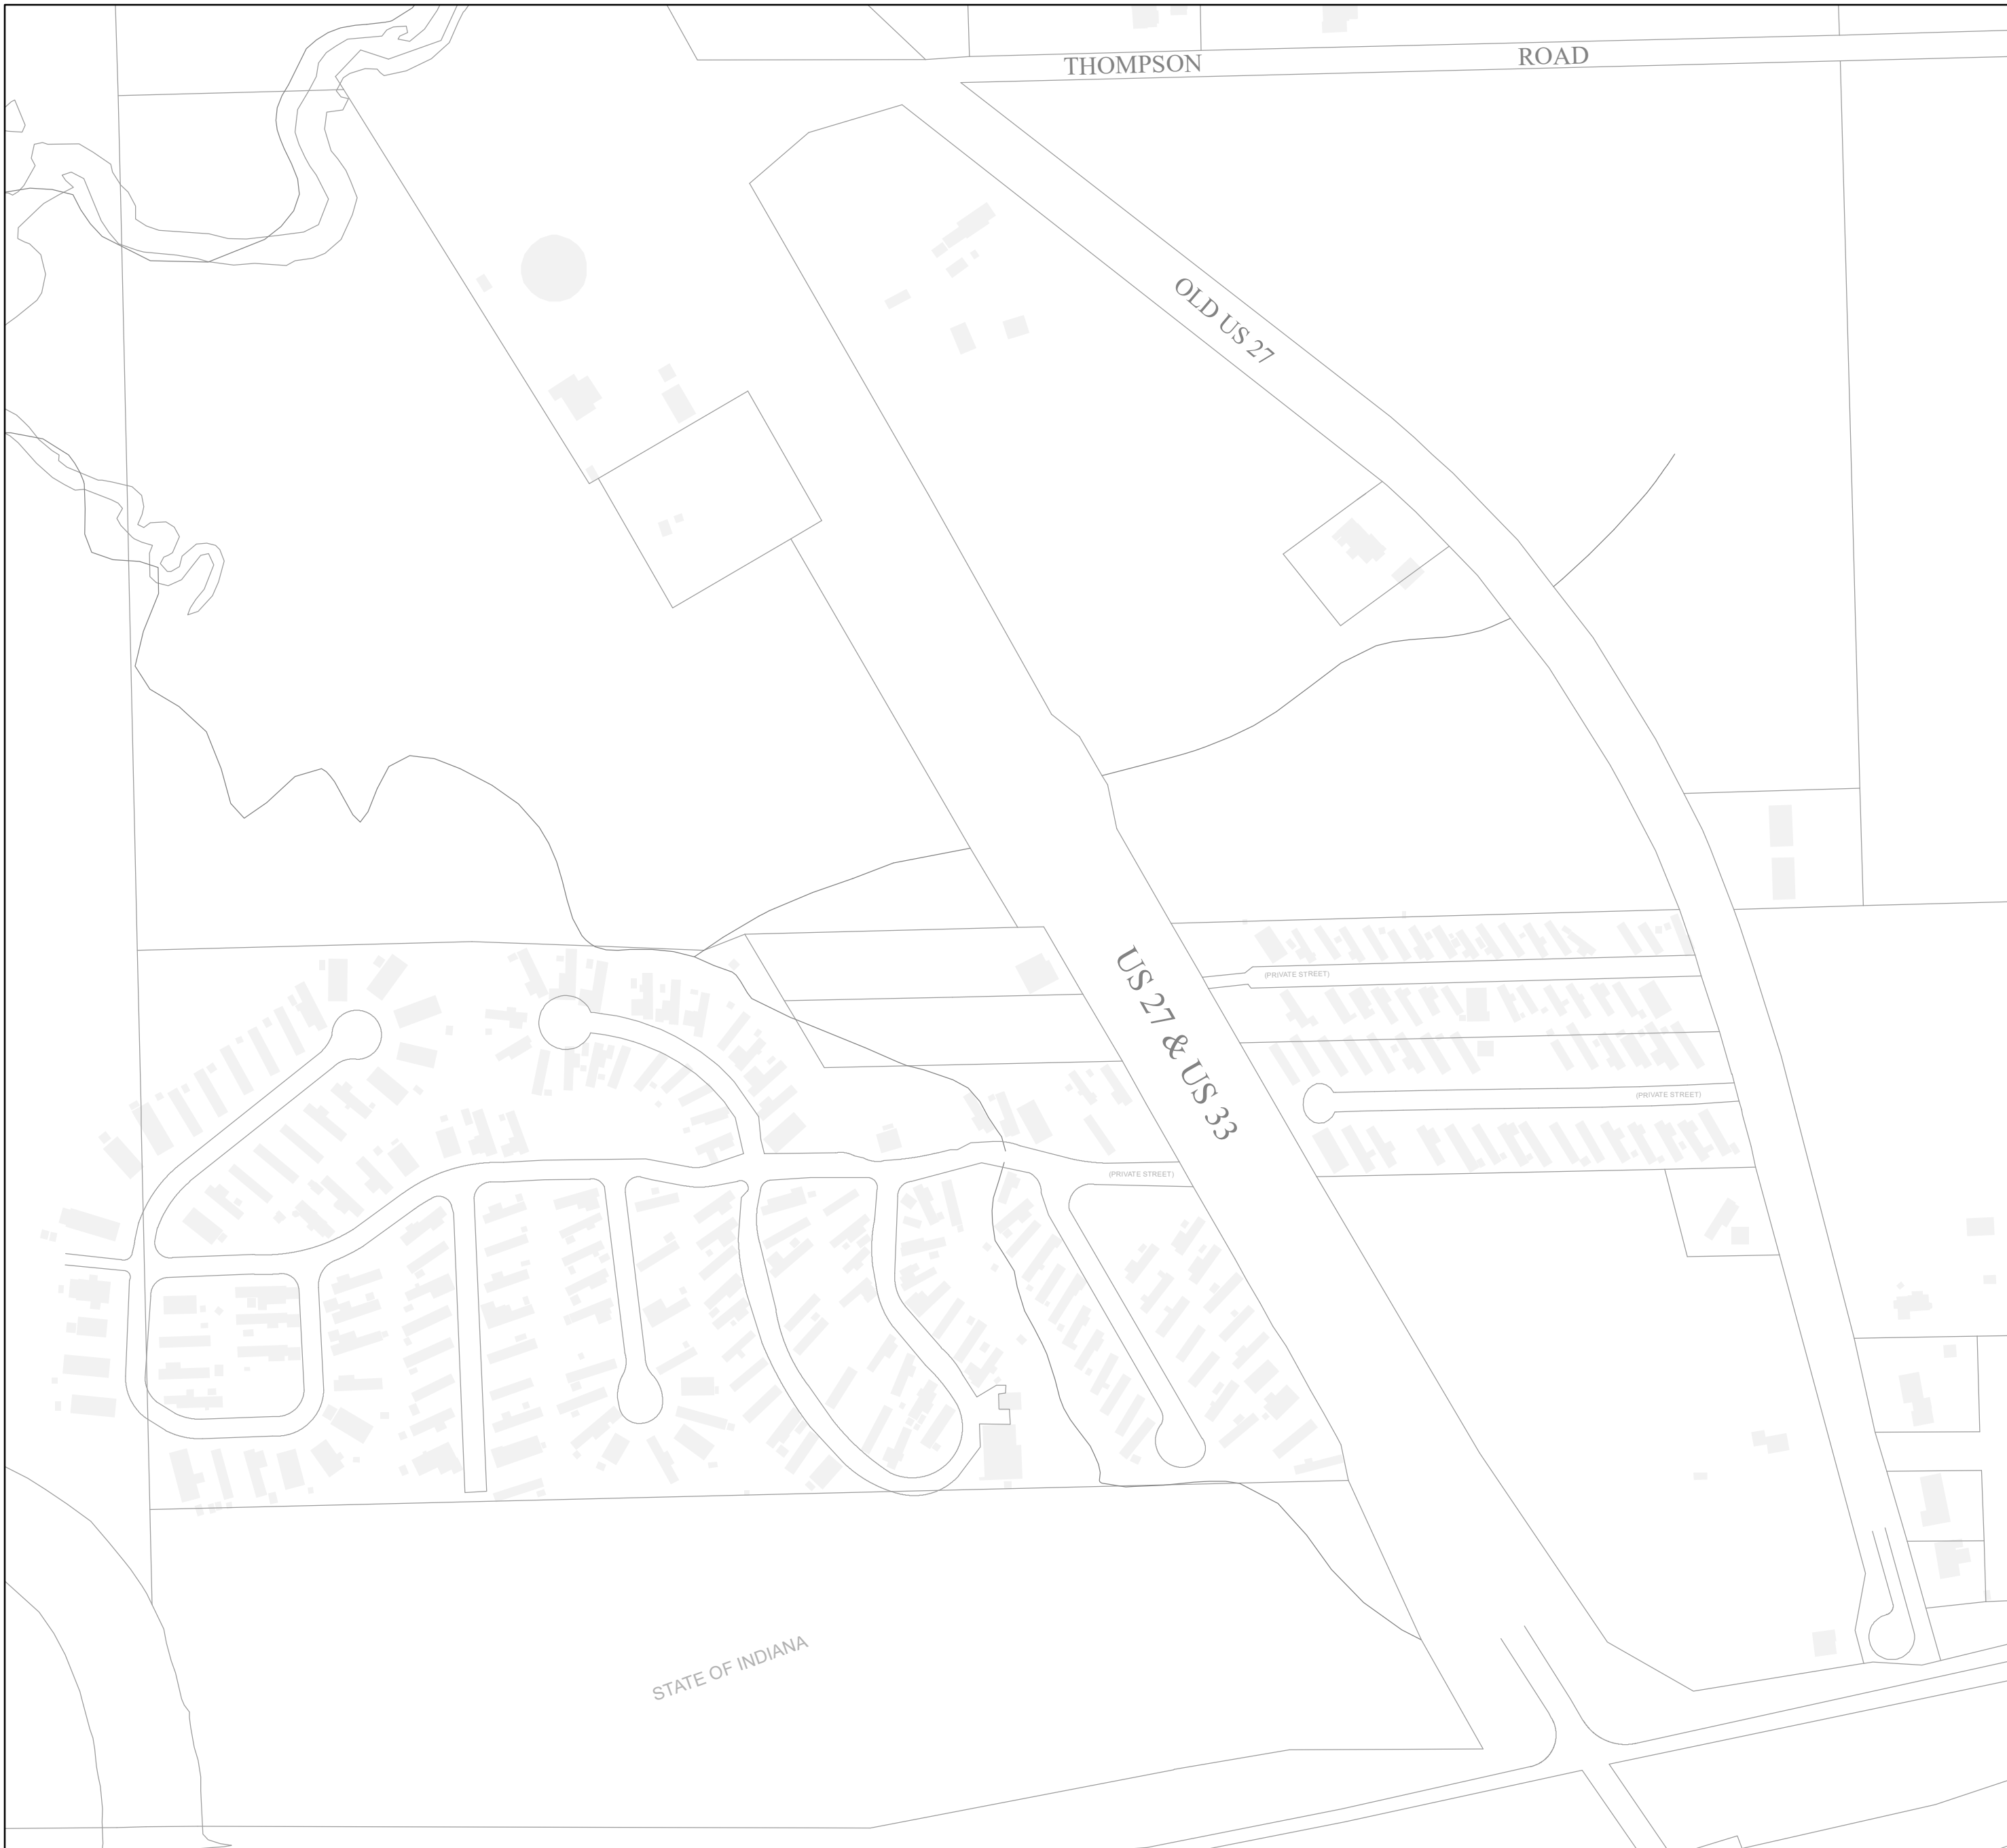 THOMPSON ROAD
OLD US 27
US 27 & US 33
(PRIVATE STREET)
(PRIVATE STREET)
(PRIVATE STREET)
STATE OF INDIANA